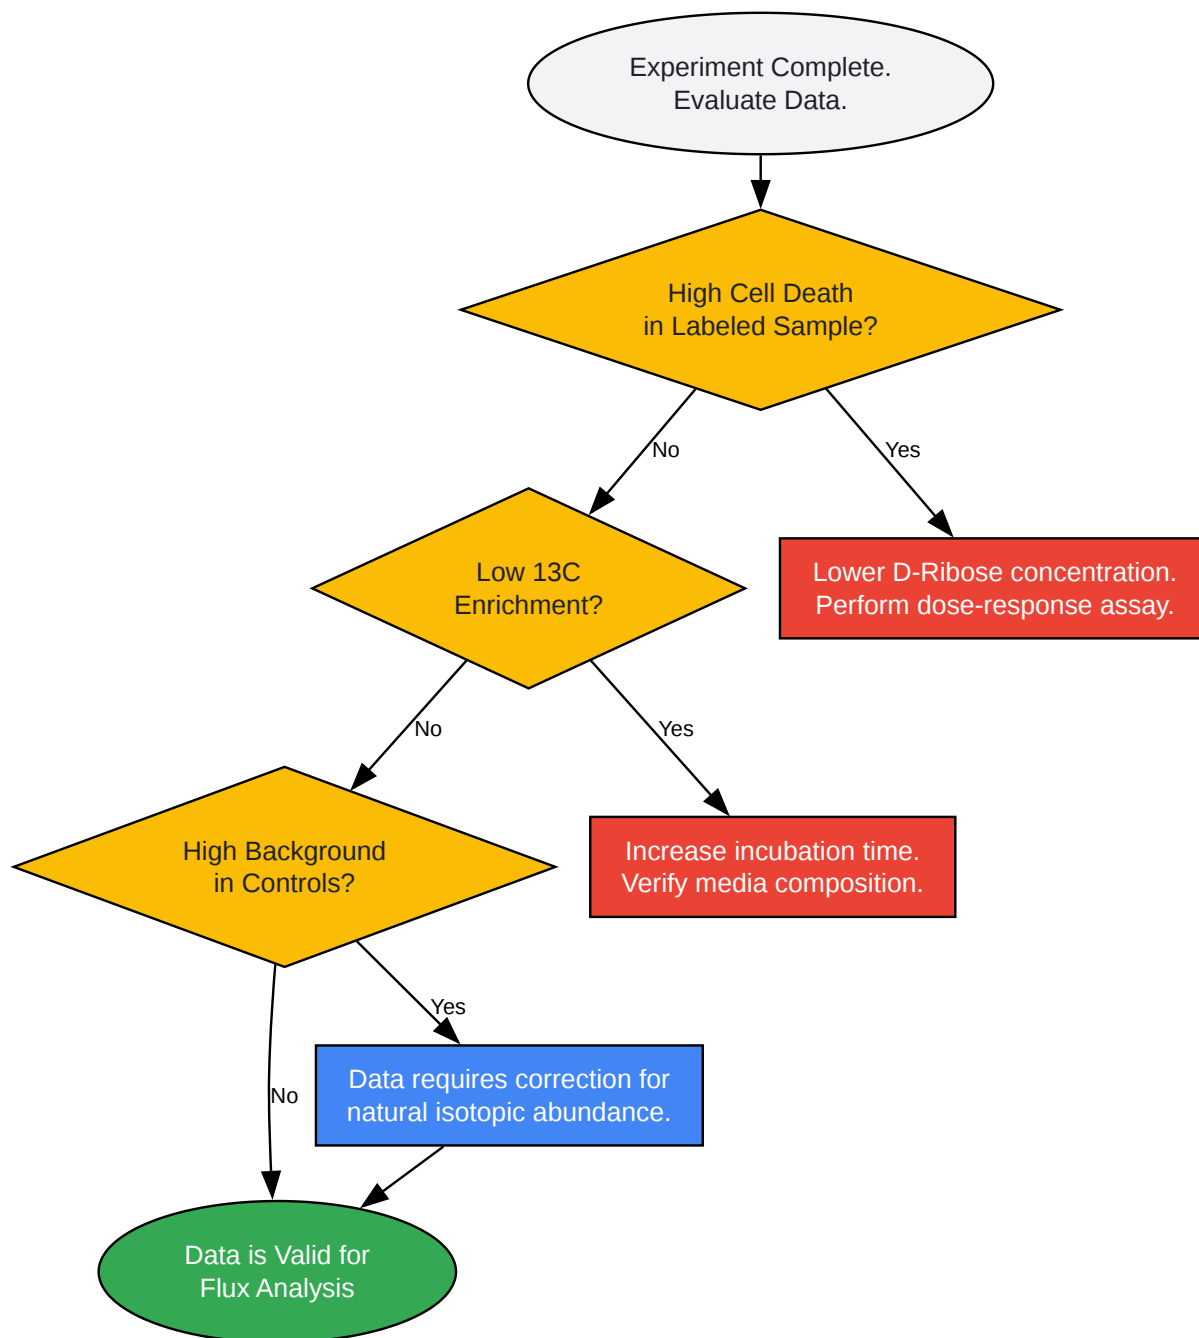 Experiment Complete.
Evaluate Data.
High Cell Death
in Labeled Sample?
No
Yes
Low 13C
Enrichment?
Lower D-Ribose concentration.
Perform dose-response assay.
No
Yes
High Background
in Controls?
Increase incubation time.
Verify media composition.
Yes
Data requires correction for
natural isotopic abundance.
No
Data is Valid for
Flux Analysis